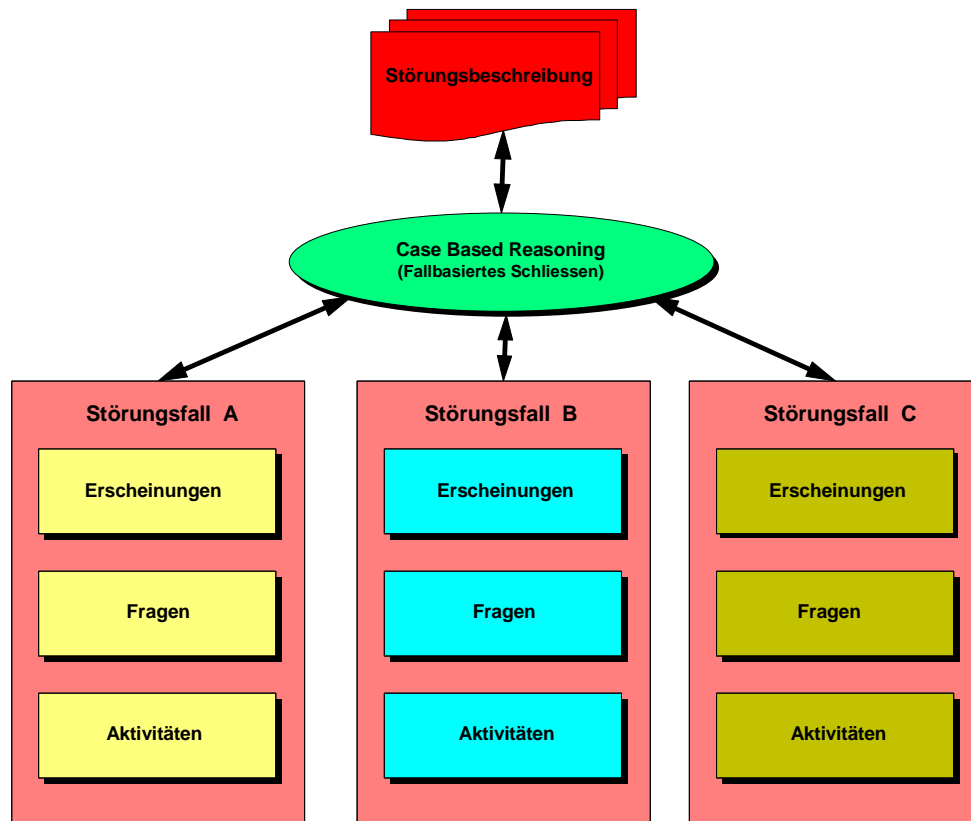 Störungsbeschreibung
Case Based Reasoning
(Fallbasiertes Schliessen)
Störungsfall A
Erscheinungen
Fragen
Aktivitäten
Störungsfall B
Erscheinungen
Fragen
Aktivitäten
Störungsfall C
Erscheinungen
Fragen
Aktivitäten